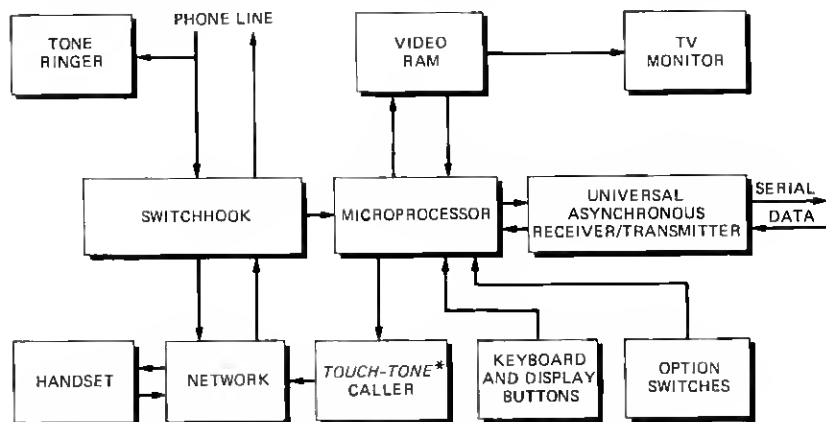 TONE
RINGER
PHONE LINE
VIDEO
RAM
TV
MONITOR
SWITCHHOOK
MICROPROCESSOR
UNIVERSAL
ASYNCHRONOUS
RECEIVER/TRANSMITTER
SERIAL
DATA
HANDSET
NETWORK
TOUCH-TONE*
CALLER
KEYBOARD
AND DISPLAY
BUTTONS
OPTION
SWITCHES